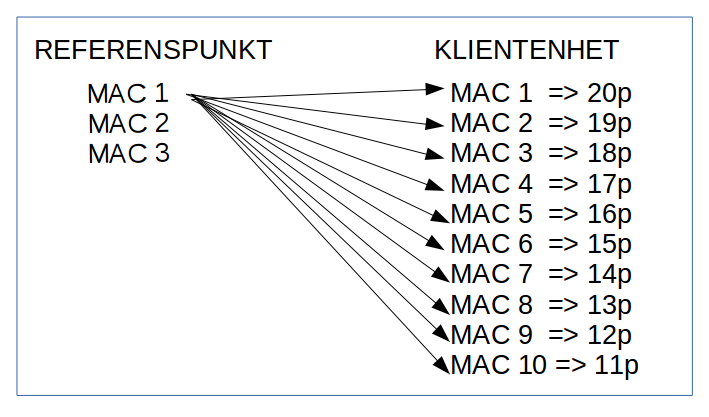 REFERENSPUNKT
MAC 1
MAC 2
MAC 3
KLIENTENHET
MAC 1 => 20p
MAC 2 => 19p
MAC 3 => 18p
MAC 4 => 17p
MAC 5 => 16p
MAC 6 => 15p
MAC 7 => 14p
MAC 8 => 13p
MAC 9 => 12p
MAC 10 => 11p